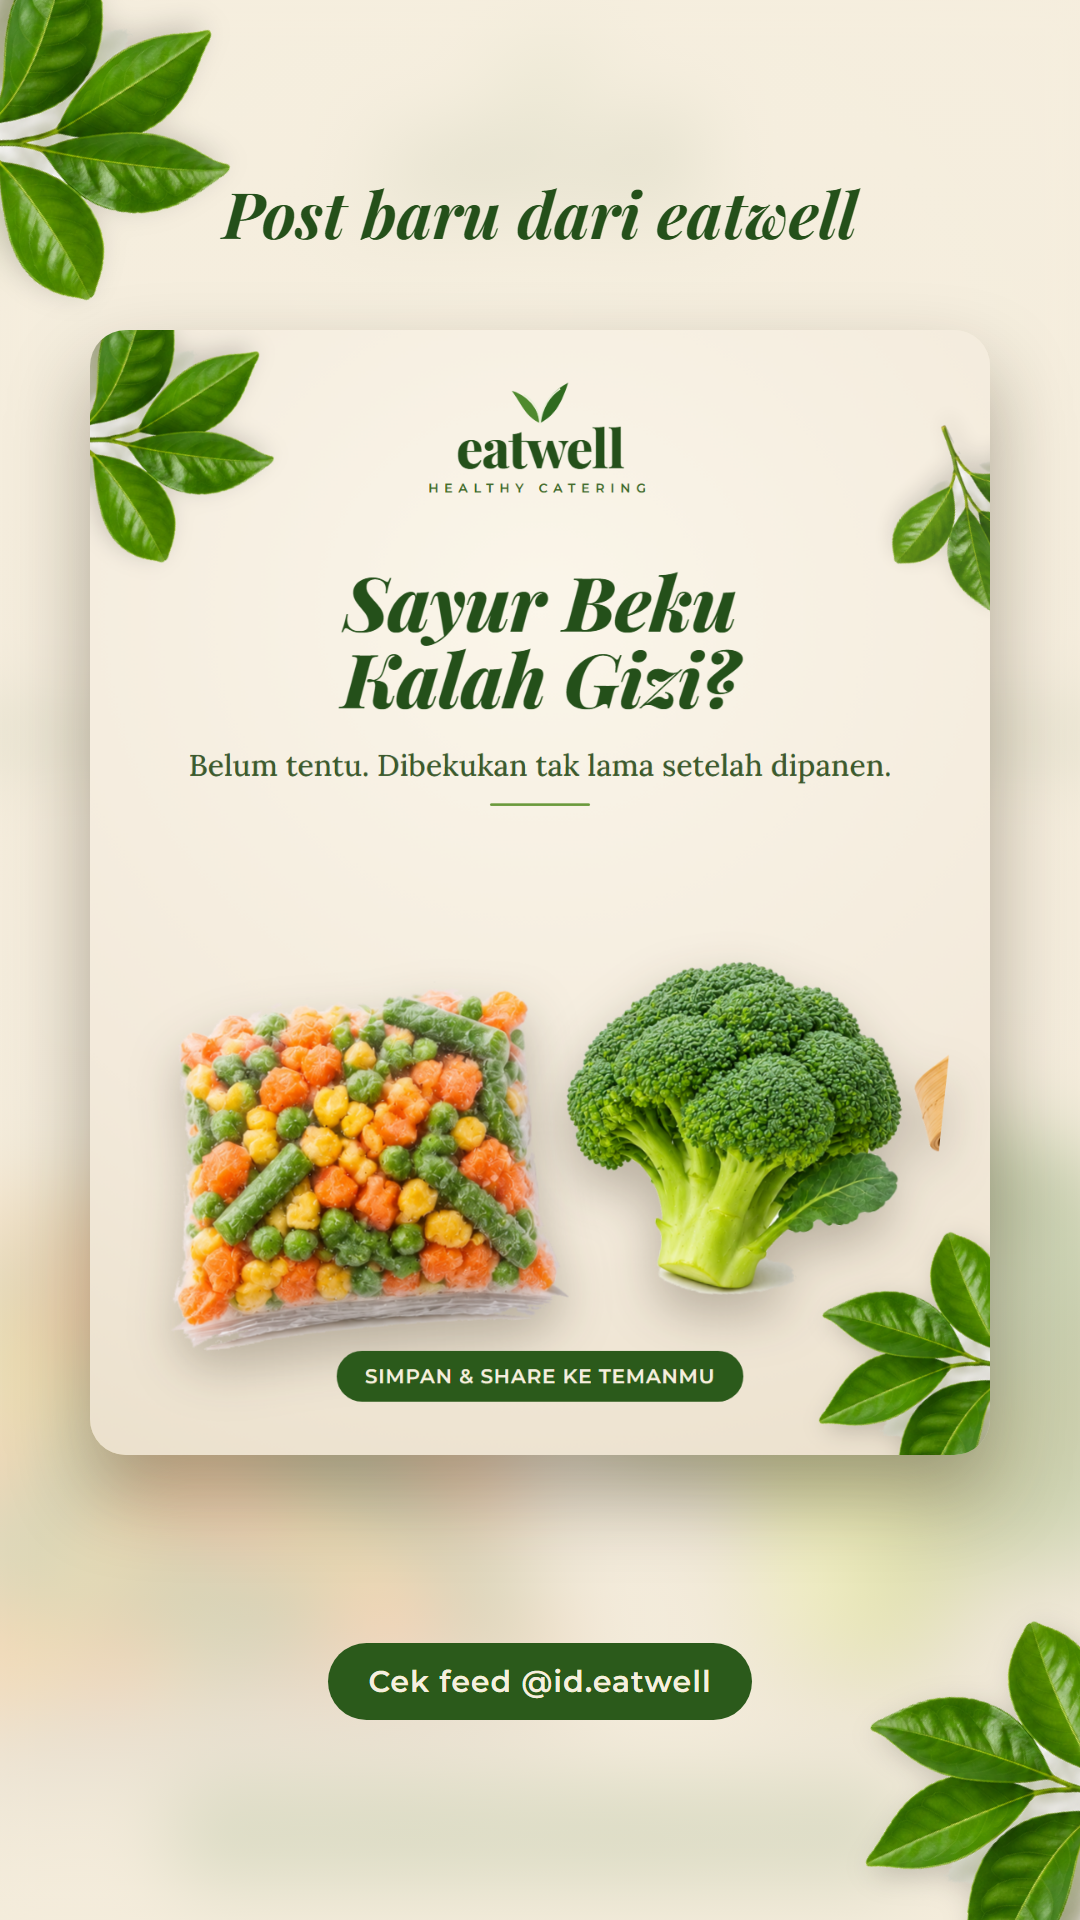 Post baru dari eatwell
eatwell
HEALTHY CATERING
Sayur Beku
Kalah Gizi?
Belum tentu. Dibekukan tak lama setelah dipanen.
SIMPAN & SHARE KE TEMANMU
Cek feed @id.eatwell